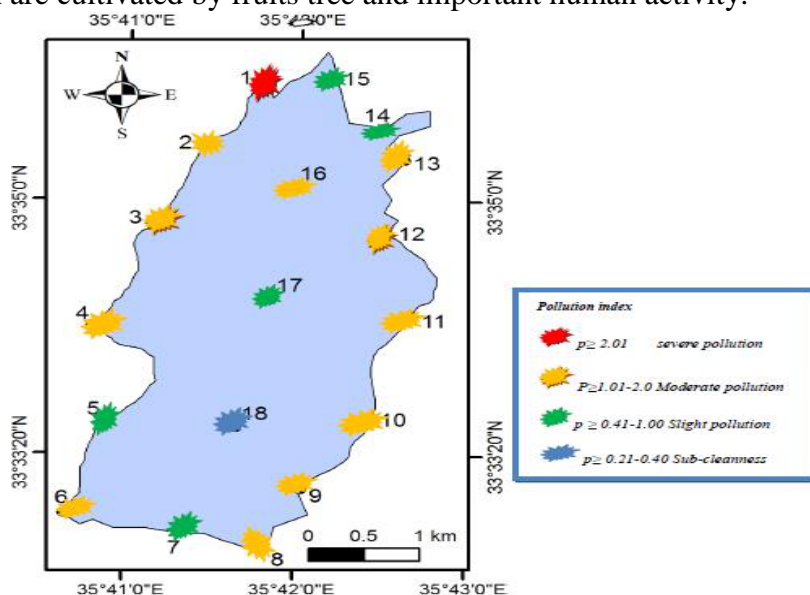 are cultivated by fruits tree and important human activity.
35°41'0"E
N
W E
S
1
15
14
2
13
16
33°35'0"N
33°35'0"N
3
12
17
4
11
Pollution index
p≥ 2.01 severe pollution
P≥1.01-2.0 Moderate pollution
p ≥ 0.41-1.00 Slight pollution
p≥ 0.21-0.40 Sub-cleanness
5
18
10
33°33'20"N
33°33'20"N
6
9
7
8
0 0.5 1 km
35°41'0"E 35°42'0"E 35°43'0"E